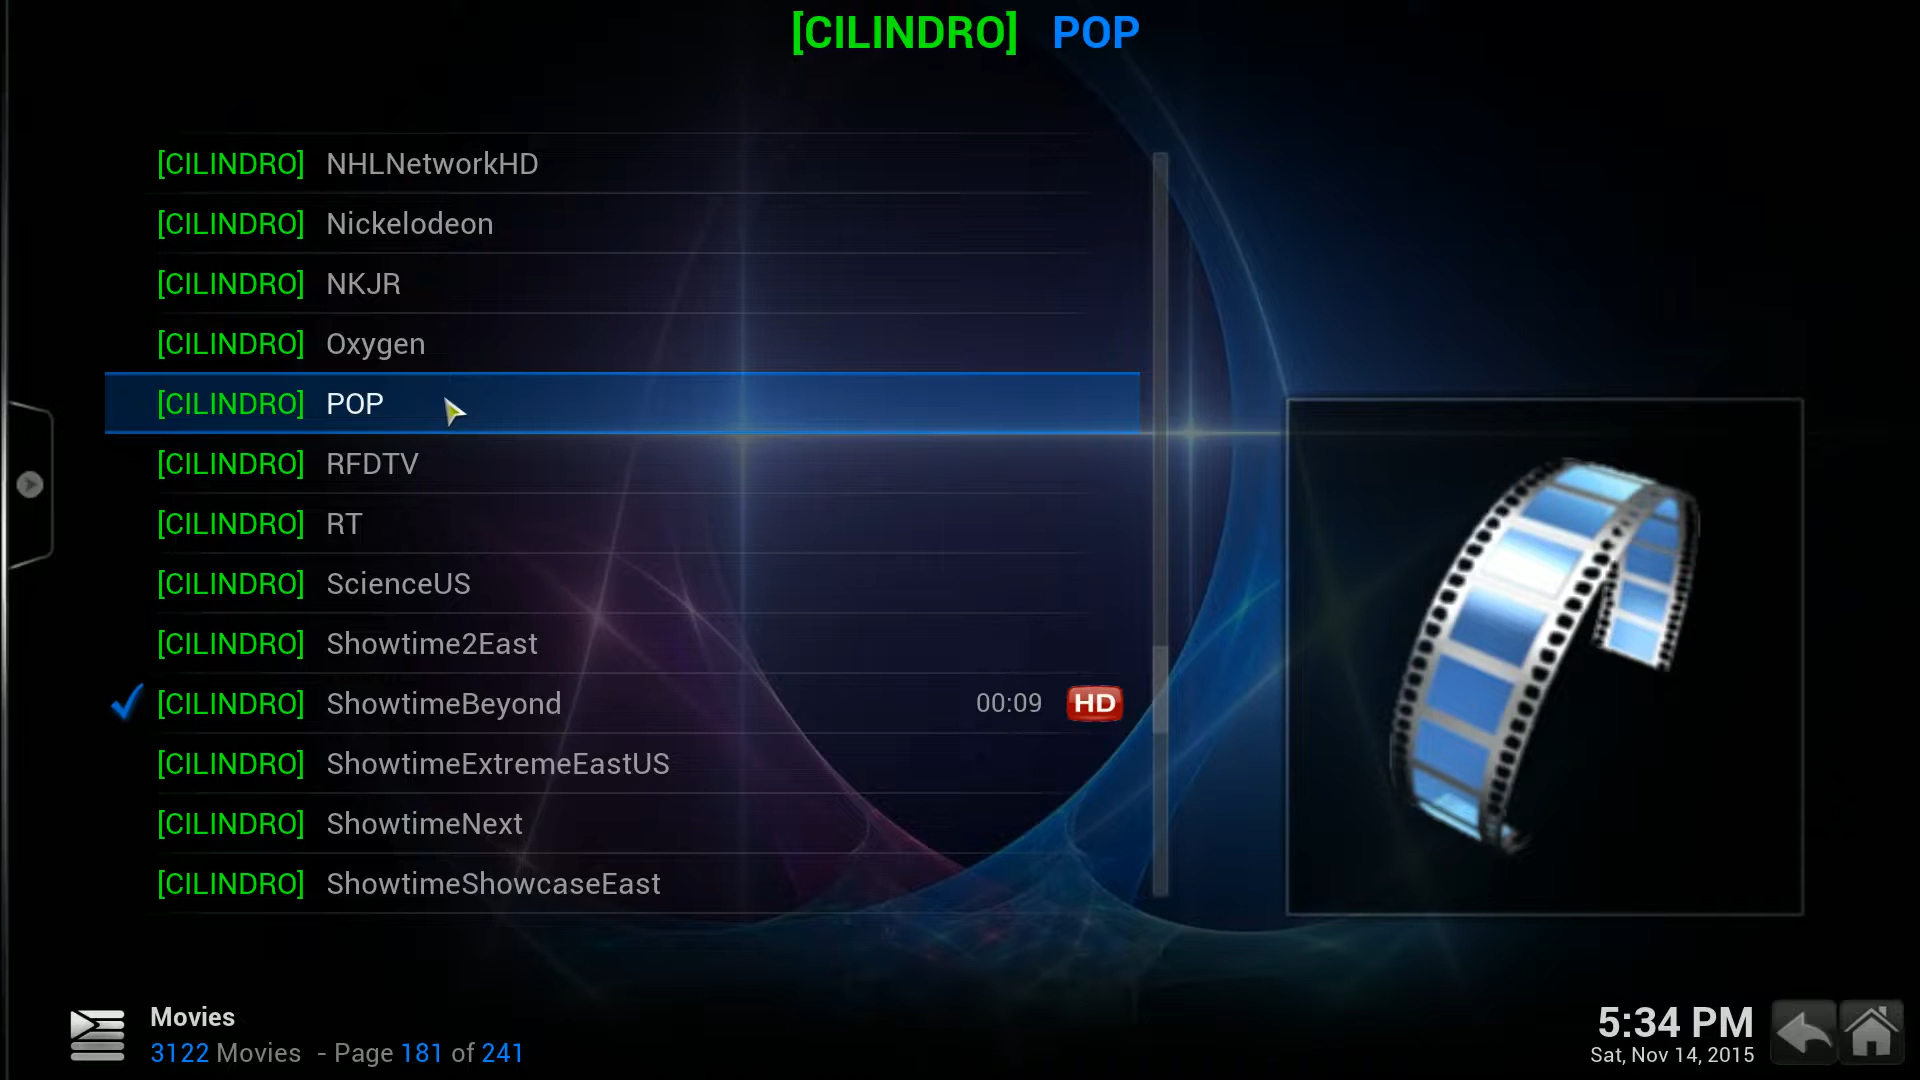 [CILINDRO] POP
[CILINDRO] NHLNetworkHD
[CILINDRO] Nickelodeon
[CILINDRO] NKJR
[CILINDRO] Oxygen
[CILINDRO] POP
[CILINDRO] RFDTV
[CILINDRO] RT
[CILINDRO] ScienceUS
[CILINDRO] Showtime2East
[CILINDRO] ShowtimeBeyond 00:09 HD
[CILINDRO] ShowtimeExtremeEastUS
[CILINDRO] ShowtimeNext
[CILINDRO] ShowtimeShowcaseEast
Movies
3122 Movies - Page 181 of 241
5:34 PM
Sat, Nov 14, 2015